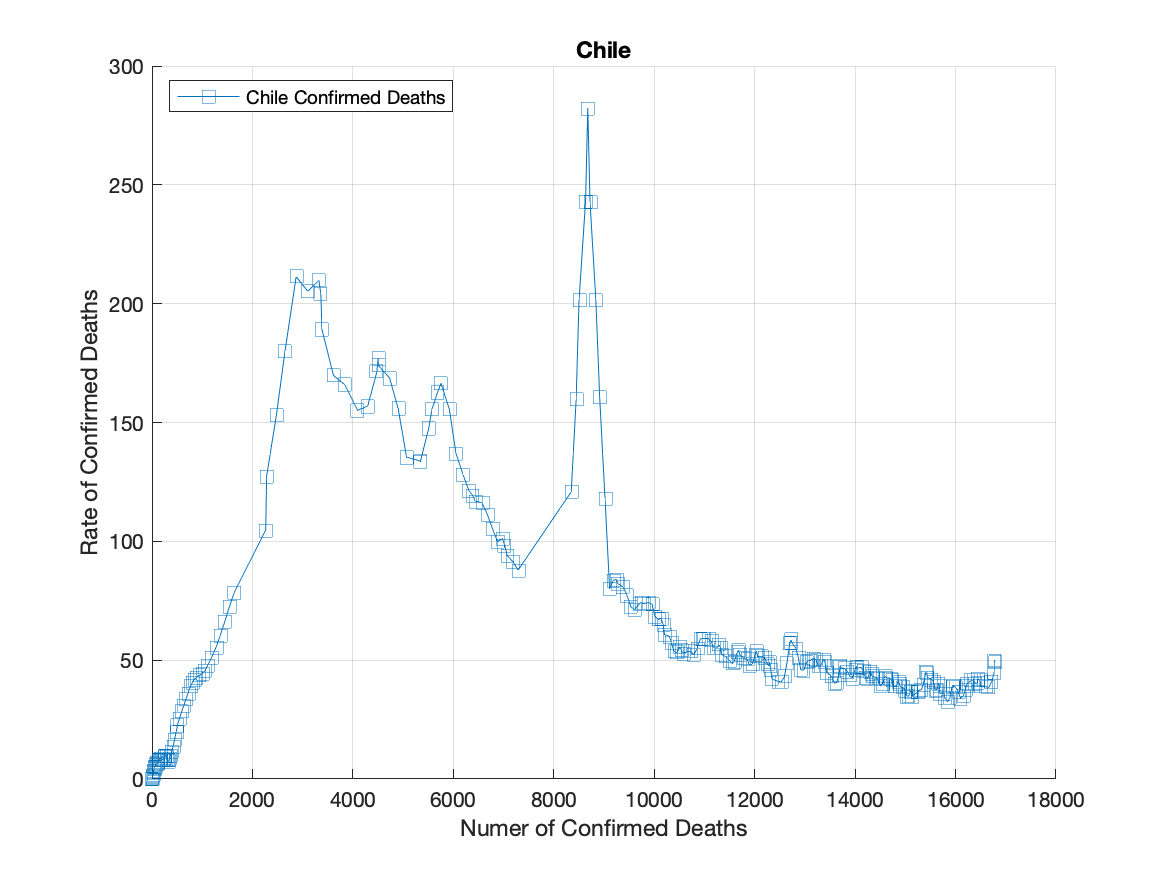 Chile
Chile Confirmed Deaths
300
250
200
150
100
50
0
Rate of Confirmed Deaths
0 2000 4000 6000 8000 10000 12000 14000 16000 18000
Numer of Confirmed Deaths